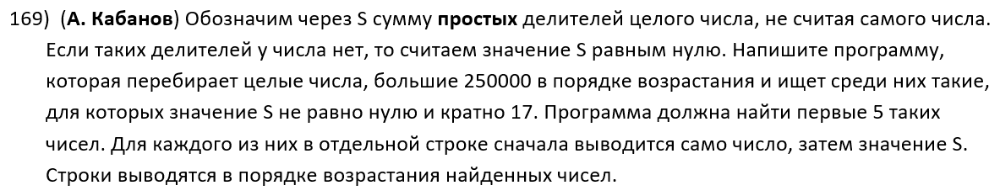 169) (А. Кабанов) Обозначим через S сумму простых делителей целого числа, не считая самого числа.
Если таких делителей у числа нет, то считаем значение S равным нулю. Напишите программу,
которая перебирает целые числа, большие 250000 в порядке возрастания и ищет среди них такие,
для которых значение S не равно нулю и кратно 17. Программа должна найти первые 5 таких
чисел. Для каждого из них в отдельной строке сначала выводится само число, затем значение S.
Строки выводятся в порядке возрастания найденных чисел.